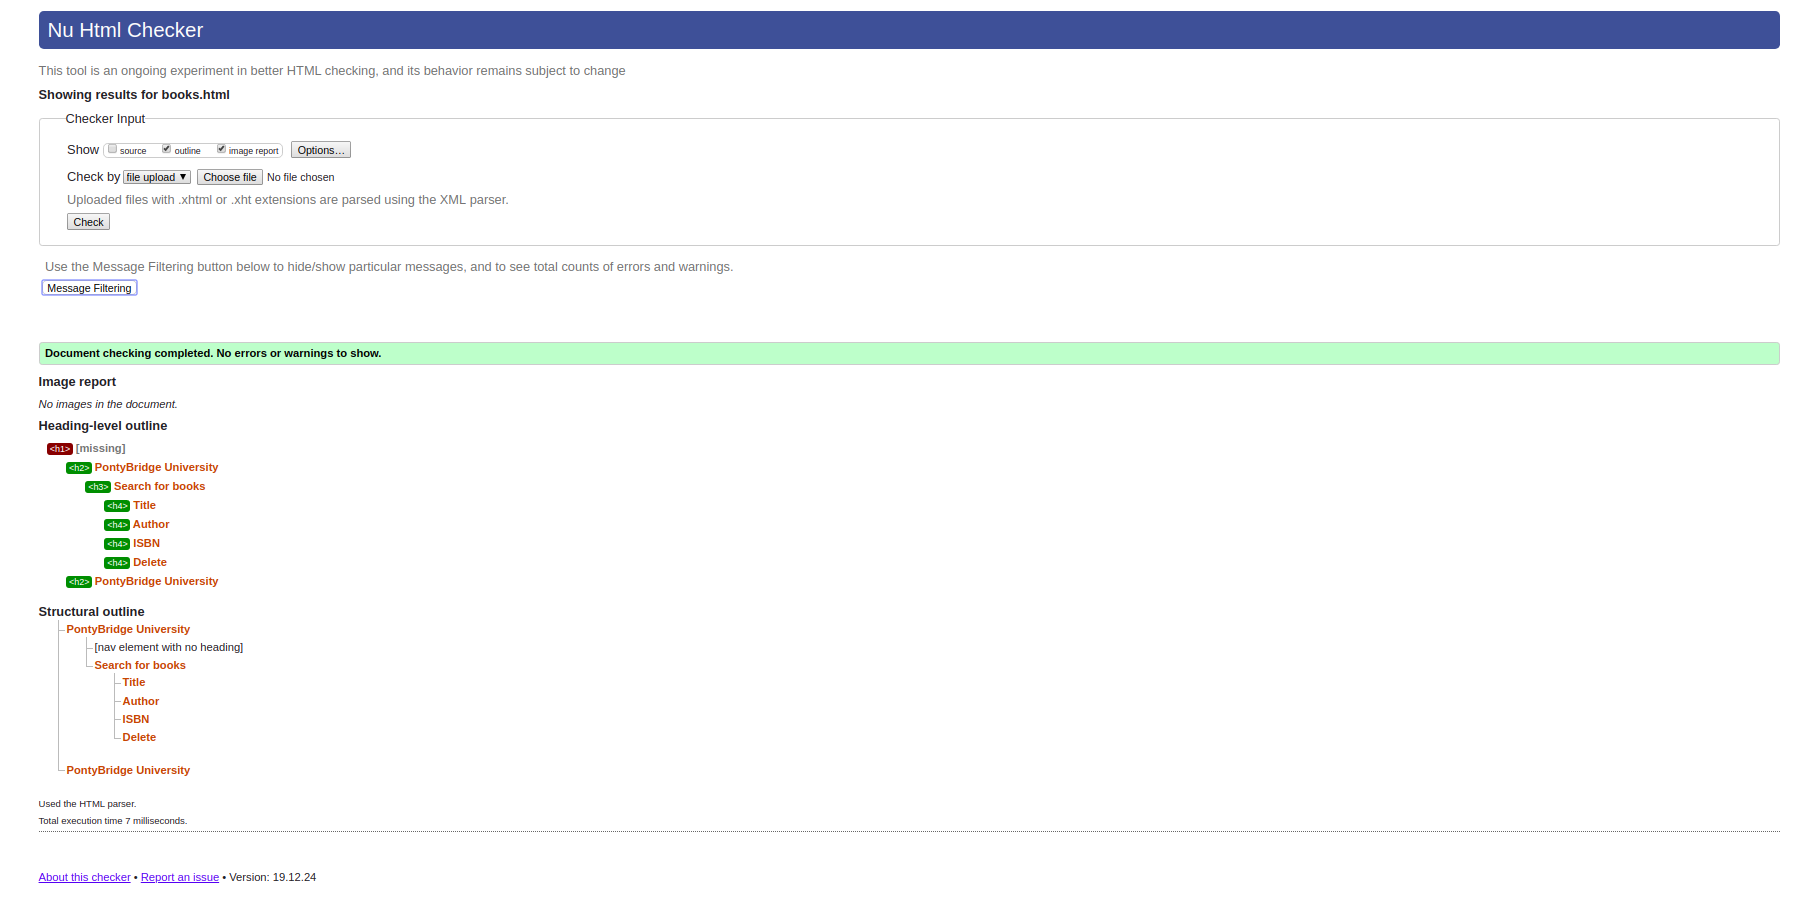 Nu Html Checker
This tool is an ongoing experiment in better HTML checking, and its behavior remains subject to change
Showing results for books.html
Checker Input
Show source outline image report Options…
Check by file upload ▼ Choose file No file chosen
Uploaded files with .xhtml or .xht extensions are parsed using the XML parser.
Check
Use the Message Filtering button below to hide/show particular messages, and to see total counts of errors and warnings.
Message Filtering
Document checking completed. No errors or warnings to show.
Image report
No images in the document.
Heading-level outline
<h1> [missing]
<h2> PontyBridge University
<h3> Search for books
<h4> Title
<h4> Author
<h4> ISBN
<h4> Delete
<h2> PontyBridge University
Structural outline
PontyBridge University
[nav element with no heading]
Search for books
Title
Author
ISBN
Delete
PontyBridge University
Used the HTML parser.
Total execution time 7 milliseconds.
About this checker • Report an issue • Version: 19.12.24